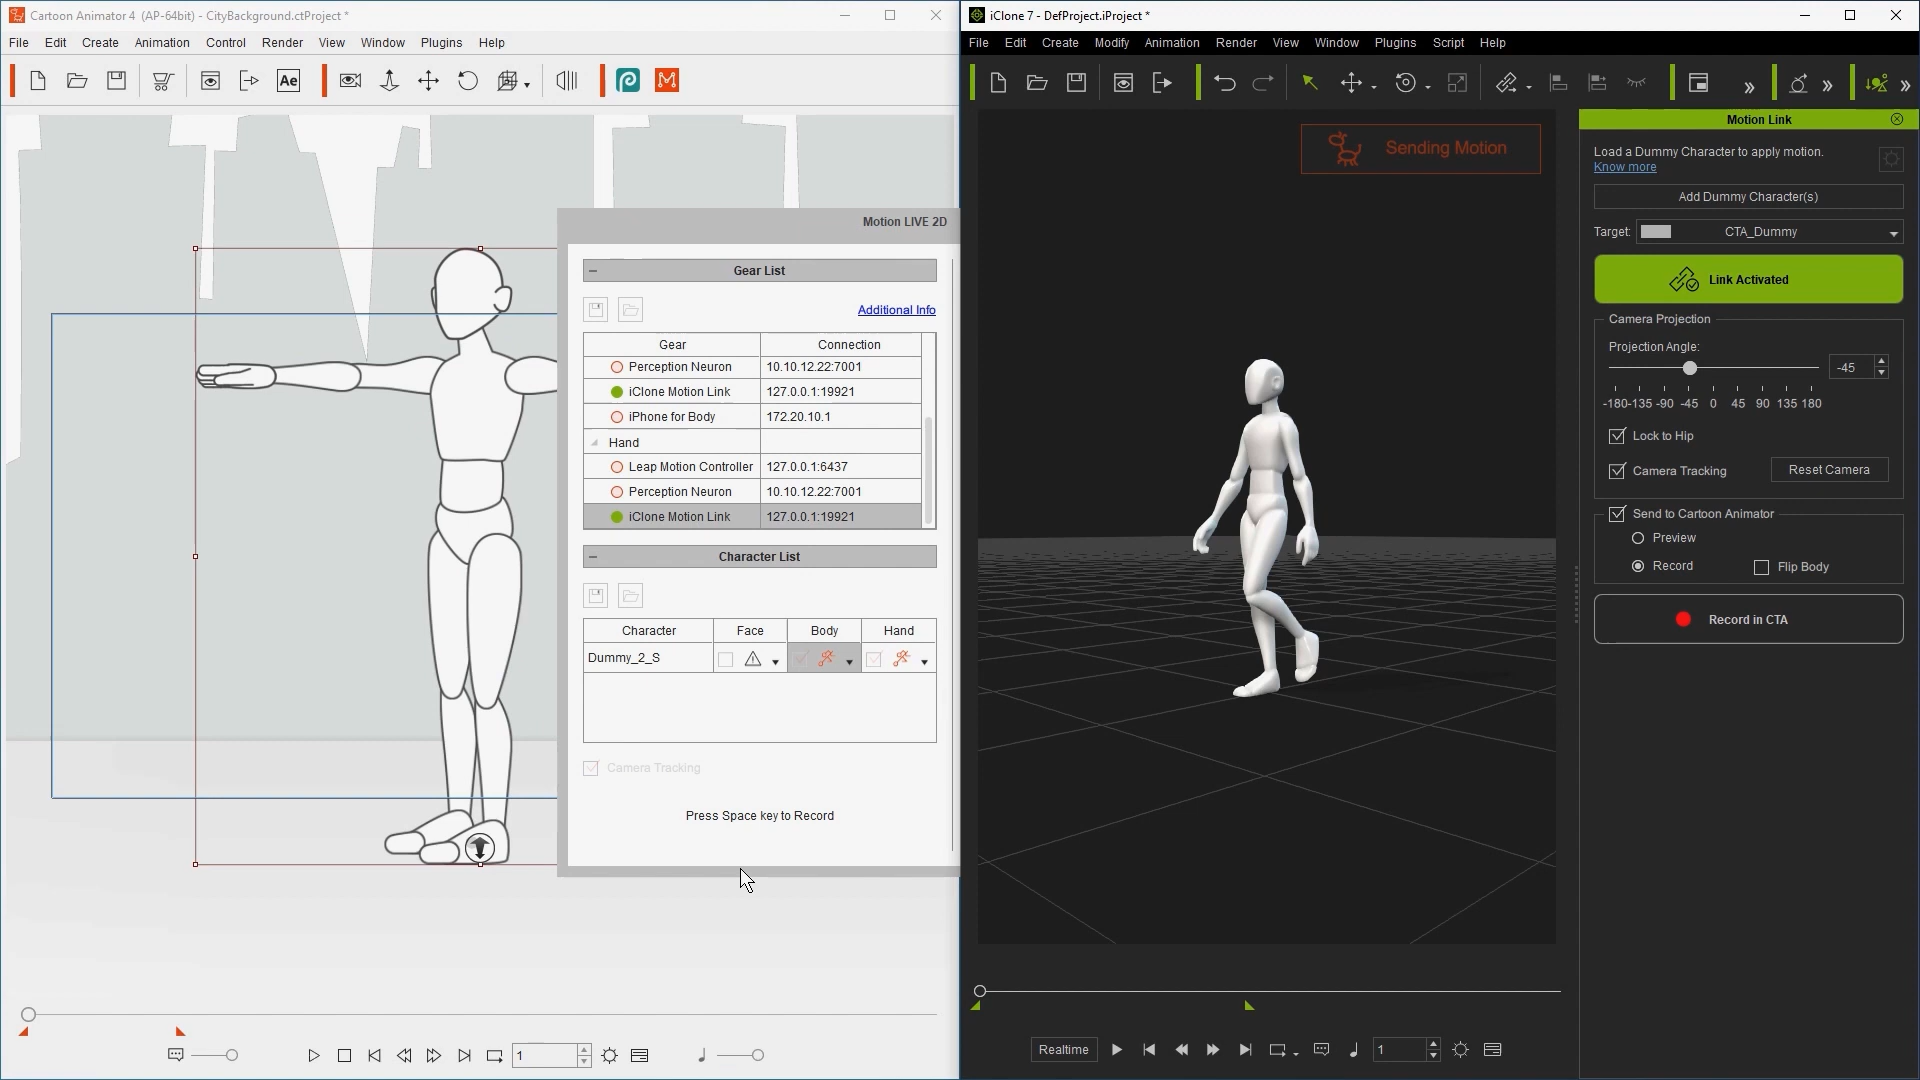 Cartoon Animator 4 (AP-64bit) - CityBackground.ctProject *
File Edit Create Animation Control Render View Window Plugins Help
Ae
Motion LIVE 2D
Gear List
Additional Info
Gear Connection
Perception Neuron 10.10.12.22:7001
iClone Motion Link 127.0.0.1:19921
iPhone for Body 172.20.10.1
Hand
Leap Motion Controller 127.0.0.1:6437
Perception Neuron 10.10.12.22:7001
iClone Motion Link 127.0.0.1:19921
Character List
Character Face Body Hand
Dummy_2_S
Camera Tracking
Press Space key to Record
1
iClone 7 - DefProject.iProject *
File Edit Create Modify Animation Render View Window Plugins Script Help
Sending Motion
Motion Link
Load a Dummy Character to apply motion.
Know more
Add Dummy Character(s)
Target: CTA_Dummy
Link Activated
Camera Projection
Projection Angle:
-45
-180 -135 -90 -45 0 45 90 135 180
Lock to Hip
Camera Tracking Reset Camera
Send to Cartoon Animator
Preview
Record Flip Body
Record in CTA
Realtime 1